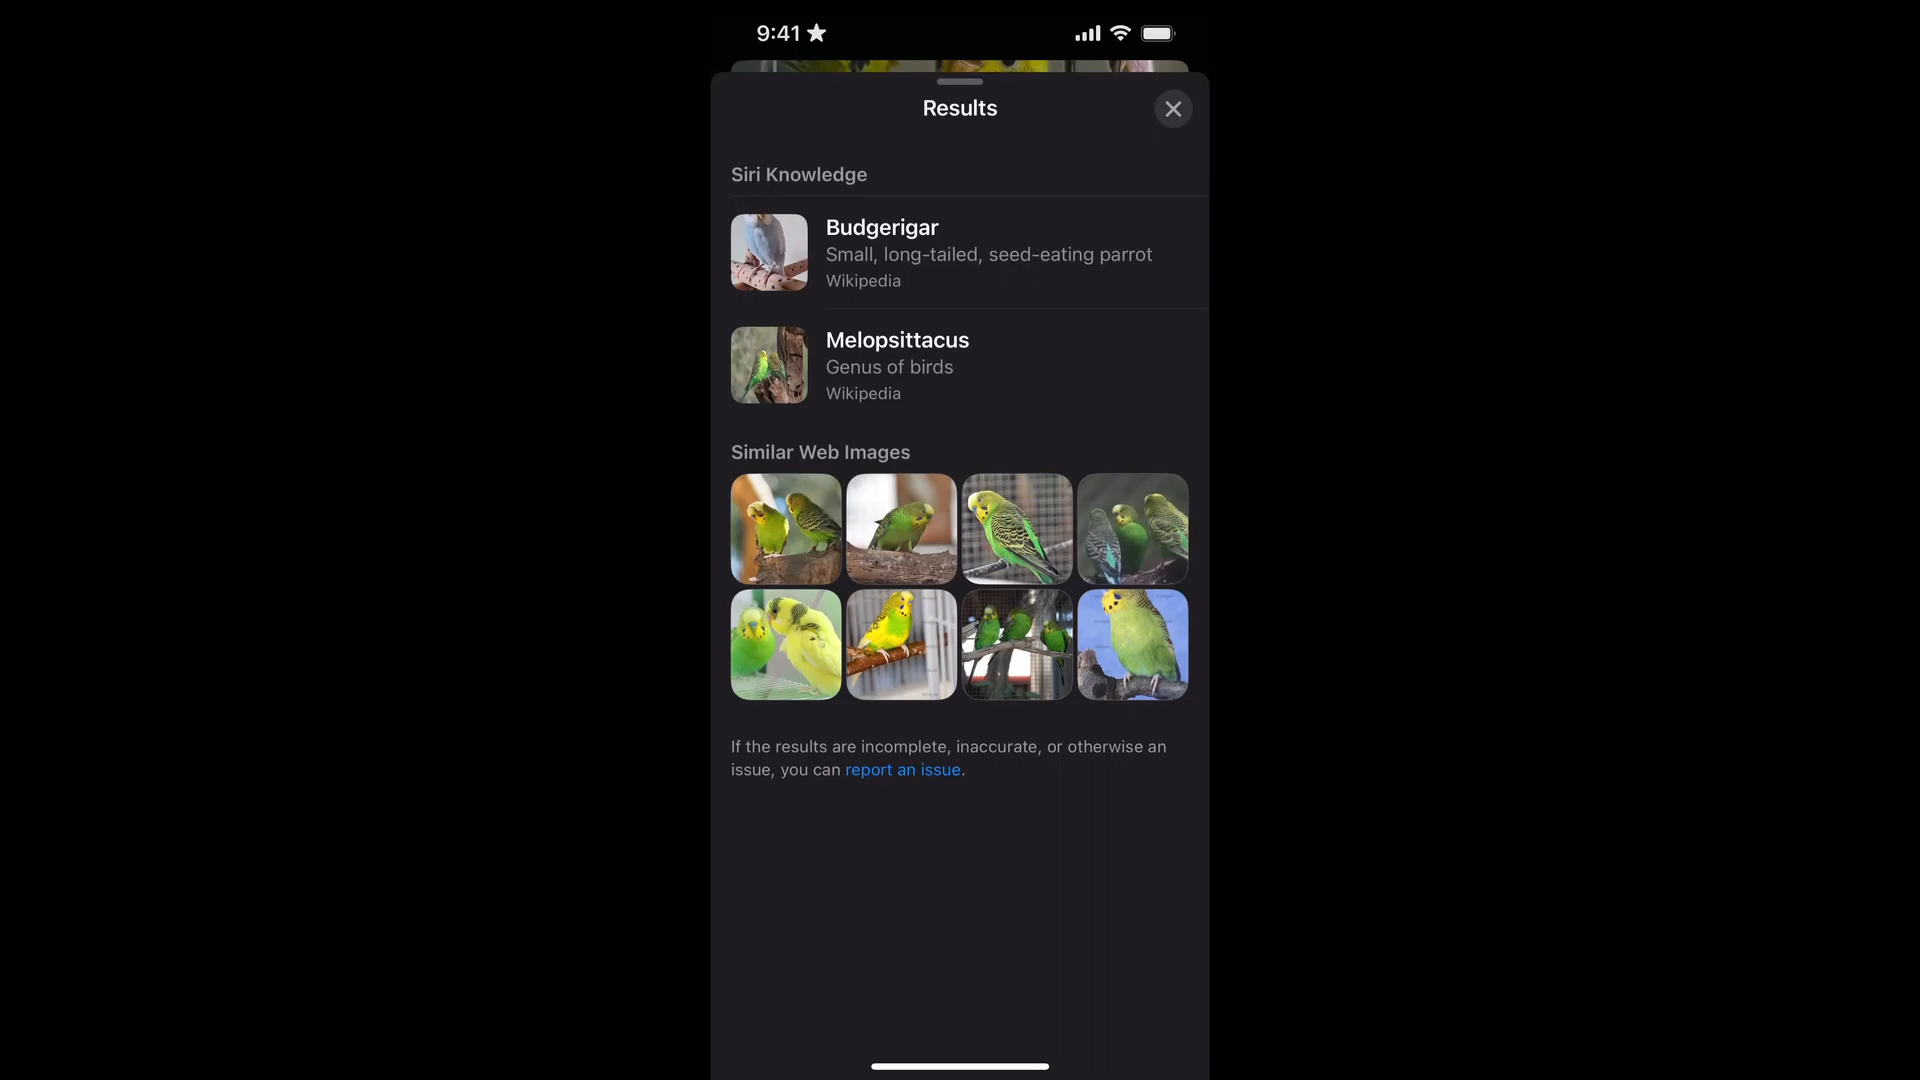 9:41
Results
Siri Knowledge
Budgerigar
Small, long-tailed, seed-eating parrot
Wikipedia
Melopsittacus
Genus of birds
Wikipedia
Similar Web Images
If the results are incomplete, inaccurate, or otherwise an
issue, you can report an issue.